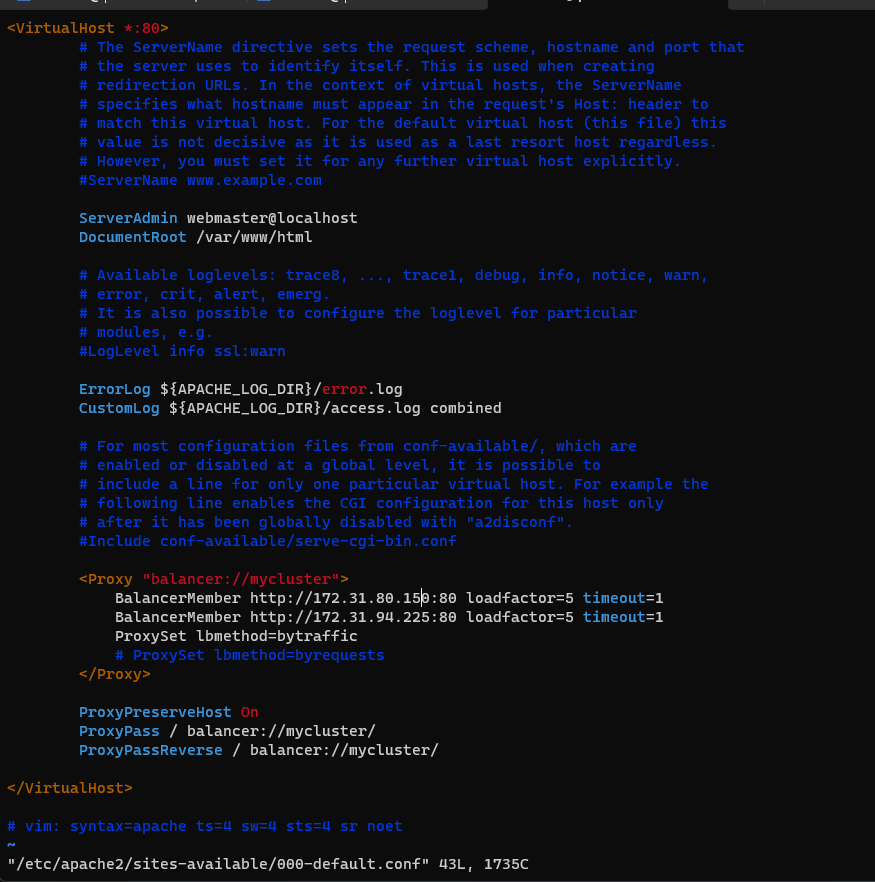 <VirtualHost *:80>
# The ServerName directive sets the request scheme, hostname and port that
# the server uses to identify itself. This is used when creating
# redirection URLs. In the context of virtual hosts, the ServerName
# specifies what hostname must appear in the request's Host: header to
# match this virtual host. For the default virtual host (this file) this
# value is not decisive as it is used as a last resort host regardless.
# However, you must set it for any further virtual host explicitly.
#ServerName www.example.com
ServerAdmin webmaster@localhost
DocumentRoot /var/www/html
# Available loglevels: trace8, ..., trace1, debug, info, notice, warn,
# error, crit, alert, emerg.
# It is also possible to configure the loglevel for particular
# modules, e.g.
#LogLevel info ssl:warn
ErrorLog ${APACHE_LOG_DIR}/error.log
CustomLog ${APACHE_LOG_DIR}/access.log combined
# For most configuration files from conf-available/, which are
# enabled or disabled at a global level, it is possible to
# include a line for only one particular virtual host. For example the
# following line enables the CGI configuration for this host only
# after it has been globally disabled with "a2disconf".
#Include conf-available/serve-cgi-bin.conf
<Proxy "balancer://mycluster">
BalancerMember http://172.31.80.150:80 loadfactor=5 timeout=1
BalancerMember http://172.31.94.225:80 loadfactor=5 timeout=1
ProxySet lbmethod=bytraffic
# ProxySet lbmethod=byrequests
</Proxy>
ProxyPreserveHost On
ProxyPass / balancer://mycluster/
ProxyPassReverse / balancer://mycluster/
</VirtualHost>
# vim: syntax=apache ts=4 sw=4 sts=4 sr noet
~
"/etc/apache2/sites-available/000-default.conf" 43L, 1735C